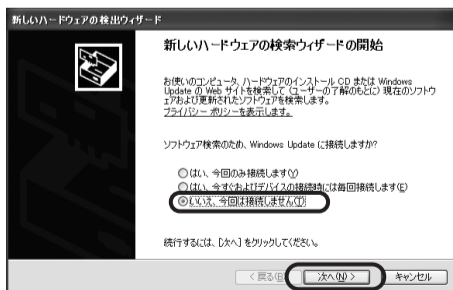 新しいハードウェアの検出ウィザード
新しいハードウェアの検索ウィザードの開始
お使いのコンピュータ、ハードウェアのインストール CD または Windows
Update の Web サイトを検索して (ユーザーの了解のもとに) 現在のソフトウ
ェアおよび更新されたソフトウェアを検索します。
プライバシー ポリシーを表示します。
ソフトウェア検索のため、Windows Update に接続しますか?
はい、今回のみ接続します(Y)
はい、今すぐおよびデバイスの接続時には毎回接続します(E)
いいえ、今回は接続しません(T)
続行するには、[次へ] をクリックしてください。
< 戻る(B) 次へ(N) > キャンセル